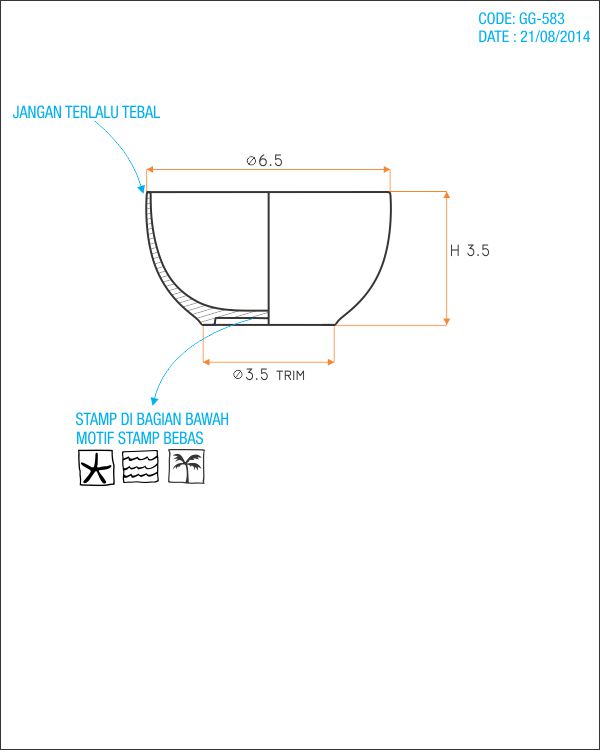 CODE: GG-583
DATE : 21/08/2014
JANGAN TERLALU TEBAL
⌀6.5
H 3.5
⌀3.5 TRIM
STAMP DI BAGIAN BAWAH
MOTIF STAMP BEBAS